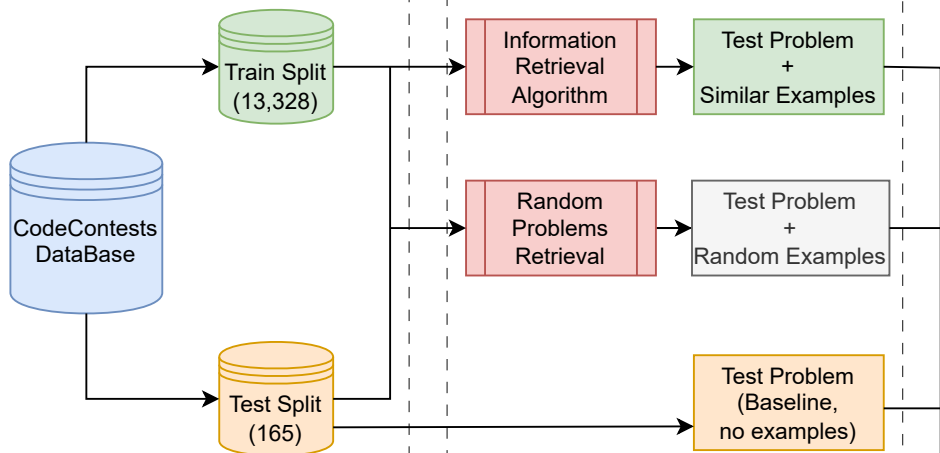 CodeContests
DataBase
Train Split
(13,328)
Test Split
(165)
Information
Retrieval
Algorithm
Test Problem
+
Similar Examples
Random
Problems
Retrieval
Test Problem
+
Random Examples
Test Problem
(Baseline,
no examples)